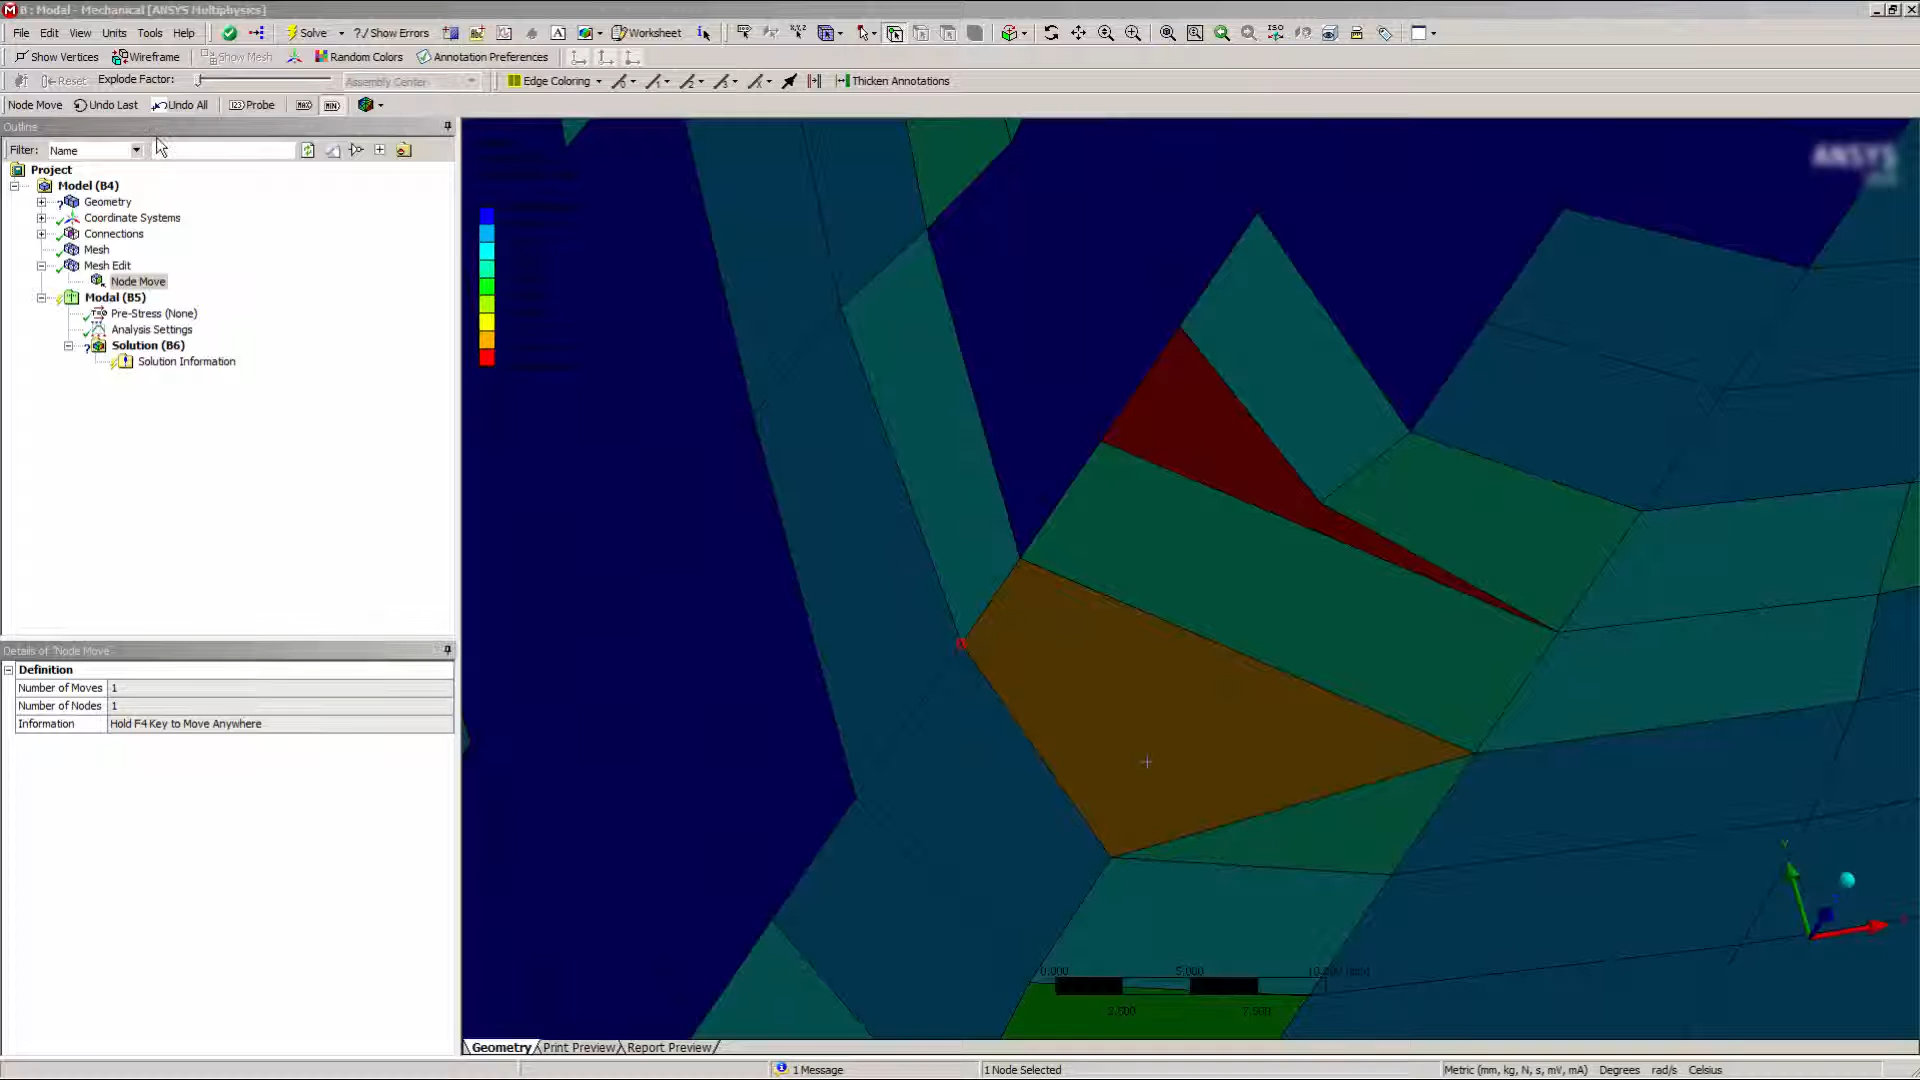 B : Modal - Mechanical [ANSYS Multiphysics]
File Edit View Units Tools Help Solve ?/ Show Errors Worksheet
Show Vertices Wireframe Show Mesh Random Colors Annotation Preferences
Reset Explode Factor: Assembly Center Edge Coloring Thicken Annotations
Node Move Undo Last Undo All Probe MAX MIN
Outline
Filter: Name
Project
Model (B4)
Geometry
Coordinate Systems
Connections
Mesh
Mesh Edit
Node Move
Modal (B5)
Pre-Stress (None)
Analysis Settings
Solution (B6)
Solution Information
ANSYS
Details of "Node Move"
Definition
Number of Moves 1
Number of Nodes 1
Information Hold F4 Key to Move Anywhere
0.000 5.000
2.500 7.500
Geometry Print Preview Report Preview
1 Message 1 Node Selected Metric (mm, kg, N, s, mV, mA) Degrees rad/s Celsius